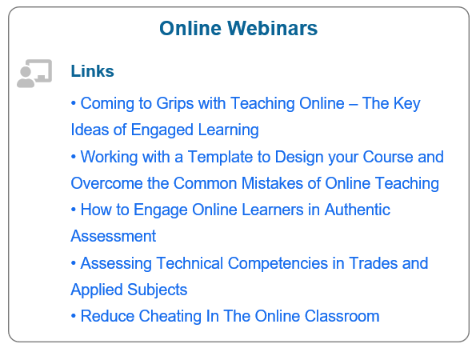 Online Webinars
Links
• Coming to Grips with Teaching Online – The Key
Ideas of Engaged Learning
• Working with a Template to Design your Course and
Overcome the Common Mistakes of Online Teaching
• How to Engage Online Learners in Authentic
Assessment
• Assessing Technical Competencies in Trades and
Applied Subjects
• Reduce Cheating In The Online Classroom